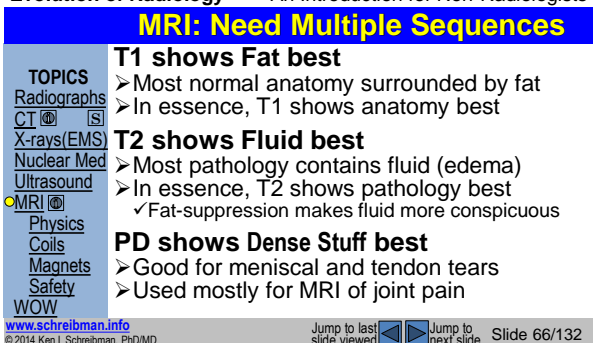 Evolution of Radiology An Introduction for Non-Radiologists
MRI: Need Multiple Sequences
TOPICS
Radiographs
CT S
X-rays(EMS)
Nuclear Med
Ultrasound
MRI
Physics
Coils
Magnets
Safety
WOW
T1 shows Fat best
➢Most normal anatomy surrounded by fat
➢In essence, T1 shows anatomy best
T2 shows Fluid best
➢Most pathology contains fluid (edema)
➢In essence, T2 shows pathology best
✓Fat-suppression makes fluid more conspicuous
PD shows Dense Stuff best
➢Good for meniscal and tendon tears
➢Used mostly for MRI of joint pain
www.schreibman.info
© 2014 Ken L Schreibman, PhD/MD
Jump to last
slide viewed
Jump to
next slide
Slide 66/132